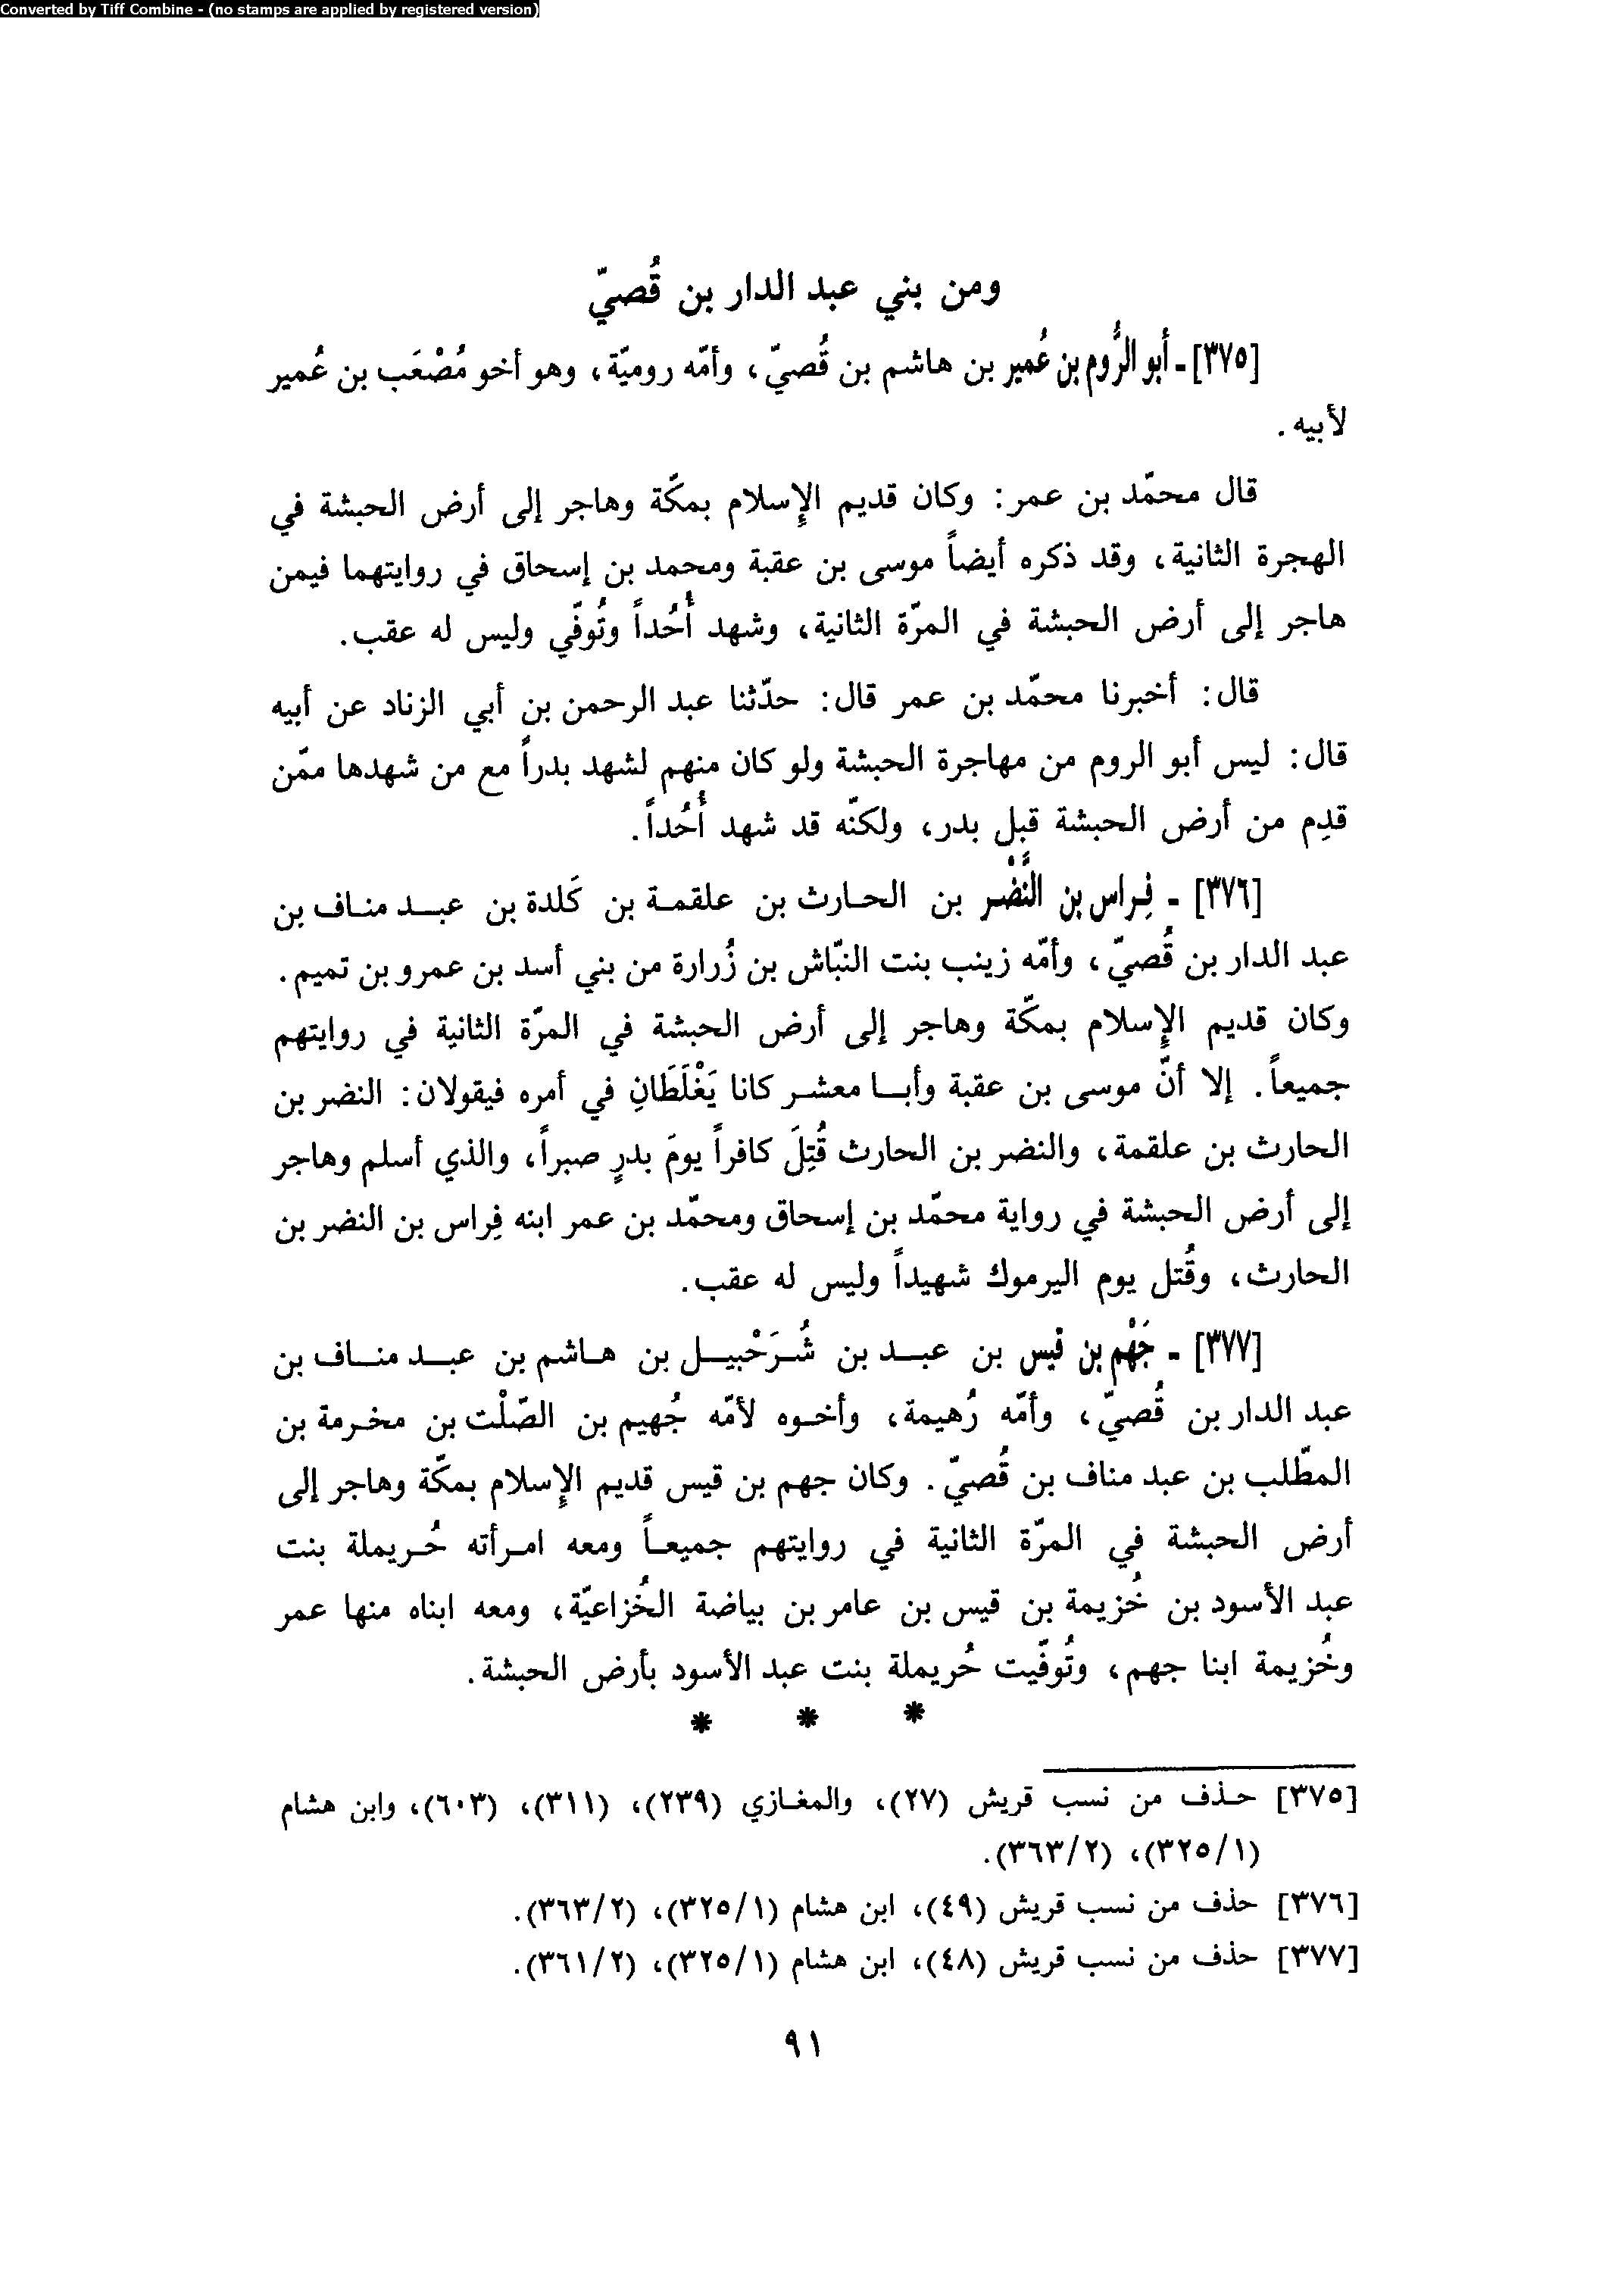 Converted by Tiff Combine - (no stamps are applied by registered version)
ومن بني عبد الدار بن قُصيّ
[٣٧٥] ـ أبو الرُّوم بن عُمير بن هاشم بن قُصيّ، وأمّه روميّة، وهو أخو مُصْعَب بن عُمير
لأبيه.
قال محمّد بن عمر: وكان قديم الإِسلام بمكّة وهاجر إلى أرض الحبشة في
الهجرة الثانية، وقد ذكره أيضاً موسى بن عقبة ومحمد بن إسحاق في روايتهما فيمن
هاجر إلى أرض الحبشة في المرّة الثانية، وشهد أُحُداً وتُوفّي وليس له عقب.
قال: أخبرنا محمّد بن عمر قال: حدّثنا عبد الرحمن بن أبي الزناد عن أبيه
قال: ليس أبو الروم من مهاجرة الحبشة ولو كان منهم لشهد بدراً مع من شهدها ممّن
قدِم من أرض الحبشة قبل بدر، ولكنّه قد شهد أُحُداً.
[٣٧٦] ـ فِراس بن النَّضْر بن الحارث بن علقمة بن كَلدة بن عبد مناف بن
عبد الدار بن قُصيّ، وأمّه زينب بنت النبّاش بن زُرارة من بني أسد بن عمرو بن تميم.
وكان قديم الإِسلام بمكّة وهاجر إلى أرض الحبشة في المرّة الثانية في روايتهم
جميعاً. إلا أنّ موسى بن عقبة وأبا معشر كانا يَغْلَطَانِ في أمره فيقولان: النضر بن
الحارث بن علقمة، والنضر بن الحارث قُتِلَ كافراً يومَ بدرٍ صبراً، والذي أسلم وهاجر
إلى أرض الحبشة في رواية محمّد بن إسحاق ومحمّد بن عمر ابنه فِراس بن النضر بن
الحارث، وقُتل يوم اليرموك شهيداً وليس له عقب.
[٣٧٧] ـ جَهْم بن قيس بن عبد بن شُرَحْبيل بن هاشم بن عبد مناف بن
عبد الدار بن قُصيّ، وأمّه رُهيمة، وأخوه لأمّه جُهيم بن الصّلْت بن مخرمة بن
المطّلب بن عبد مناف بن قُصيّ. وكان جهم بن قيس قديم الإِسلام بمكّة وهاجر إلى
أرض الحبشة في المرّة الثانية في روايتهم جميعاً ومعه امرأته حُريملة بنت
عبد الأسود بن خُزيمة بن قيس بن عامر بن بياضة الخُزاعيّة، ومعه ابناه منها عمر
وخُزيمة ابنا جهم، وتُوفّيت حُريملة بنت عبد الأسود بأرض الحبشة.
* * *
[٣٧٥] حذف من نسب قريش (٢٧)، والمغازي (٢٣٩)، (٣١١)، (٦٠٣)، وابن هشام
(٣٢٥/١)، (٣٦٣/٢).
[٣٧٦] حذف من نسب قريش (٤٩)، ابن هشام (٣٢٥/١)، (٣٦٣/٢).
[٣٧٧] حذف من نسب قريش (٤٨)، ابن هشام (٣٢٥/١)، (٣٦١/٢).
٩١